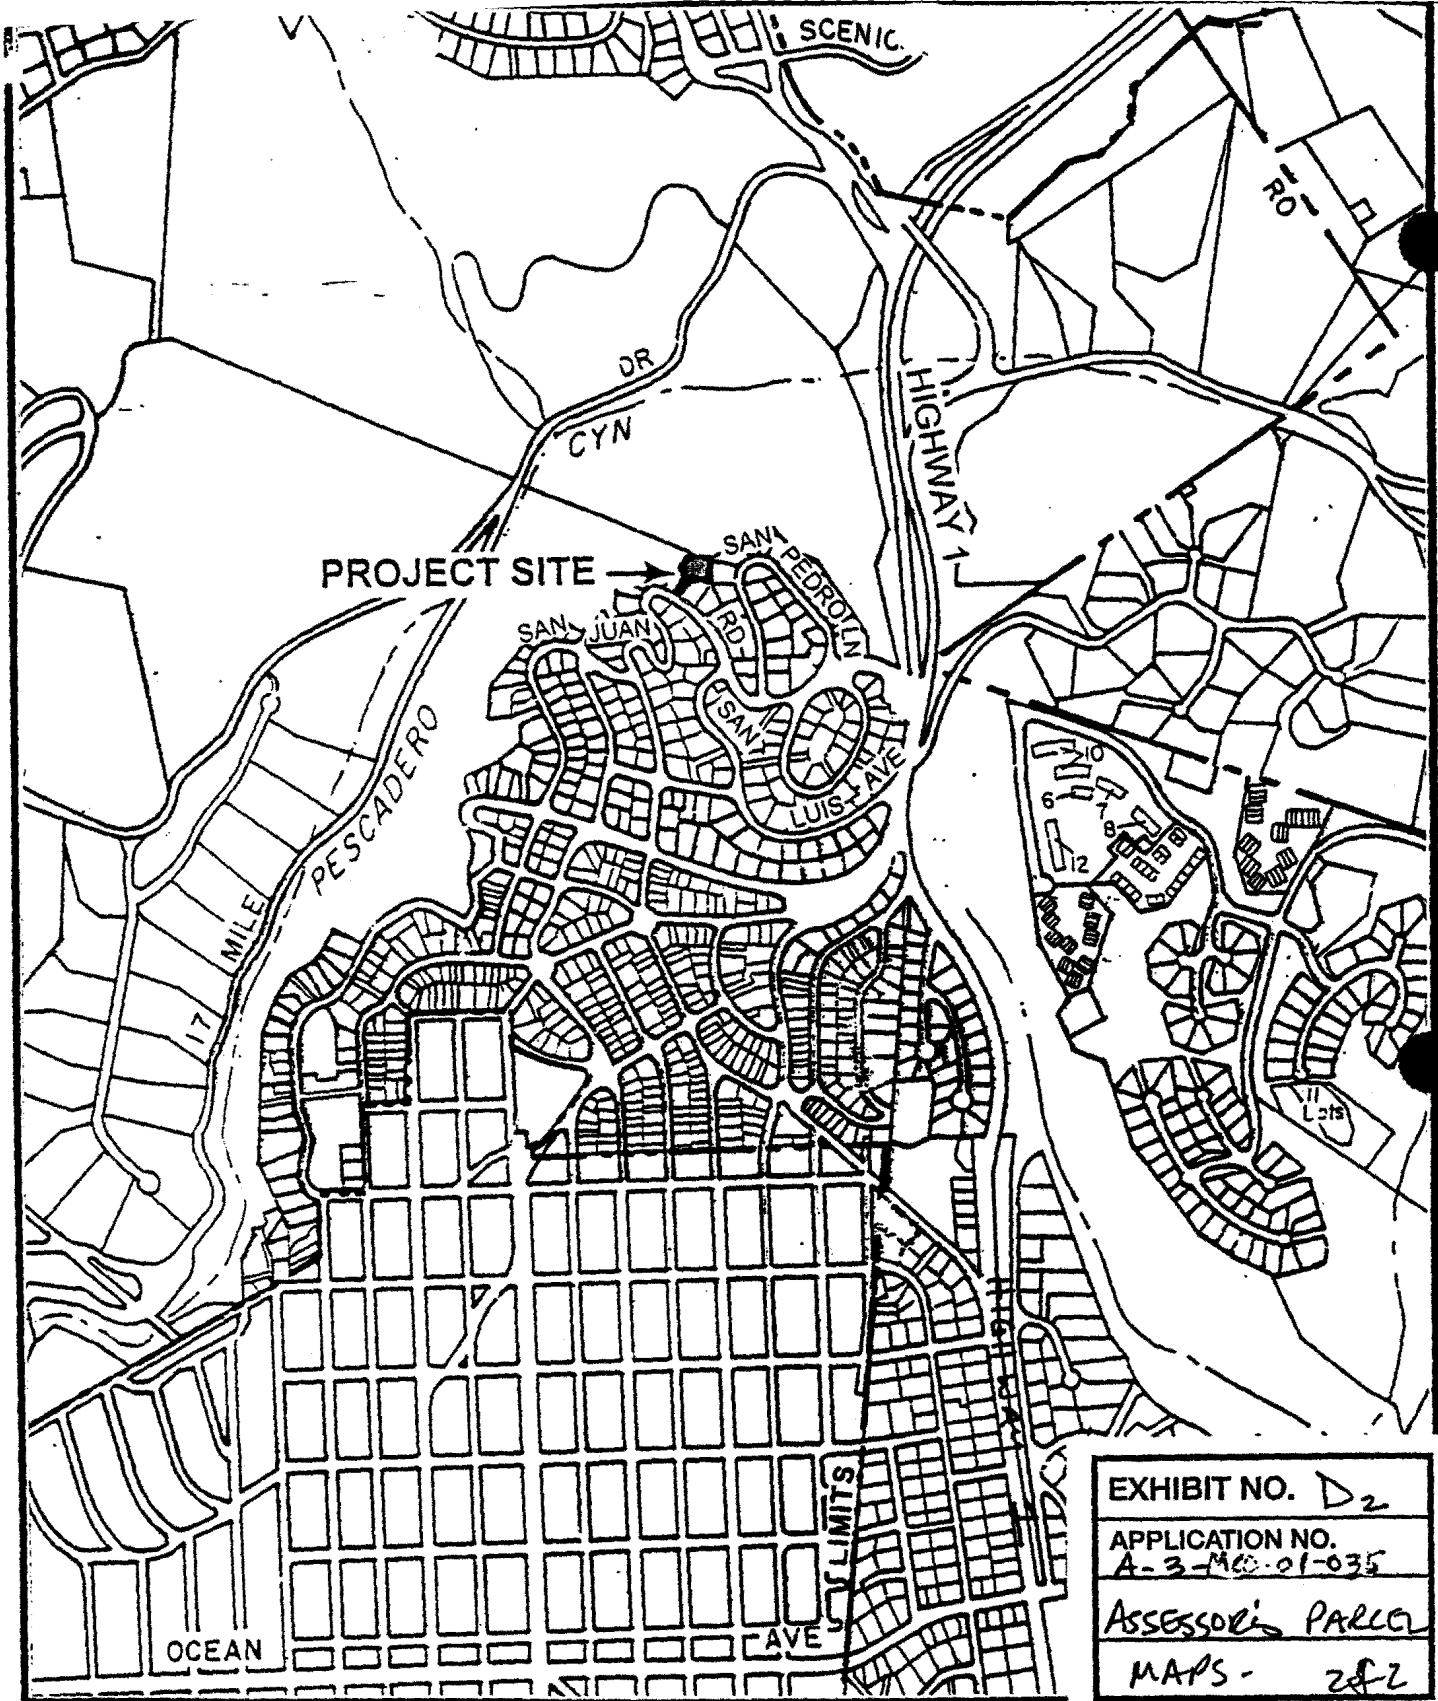 SCENIC
RO
DR
CYN
HIGHWAY 1
PROJECT SITE
SAN PEDRO LN
SAN JUAN RD
SAN LUIS AVE
PESCADERO
17 MILE
10
6
7
8
12
11
Lots
LIMITS
OCEAN AVE
EXHIBIT NO. D2
APPLICATION NO.
A-3-MCO-01-035
ASSESSOR'S PARCEL
MAPS - 2 of 2